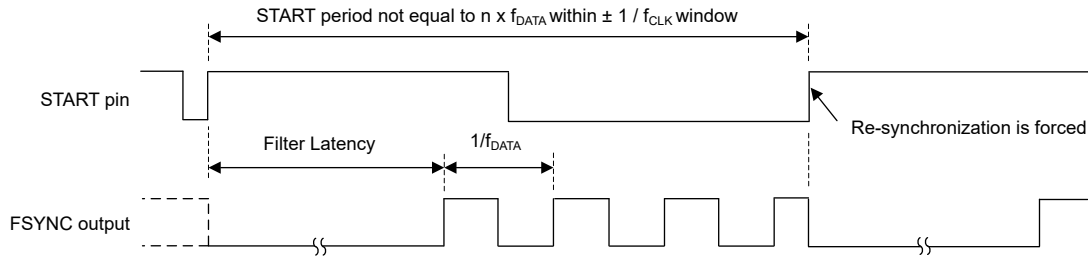 START period not equal to n x fDATA within ± 1 / fCLK window
START pin
Re-synchronization is forced
Filter Latency
1/fDATA
FSYNC output